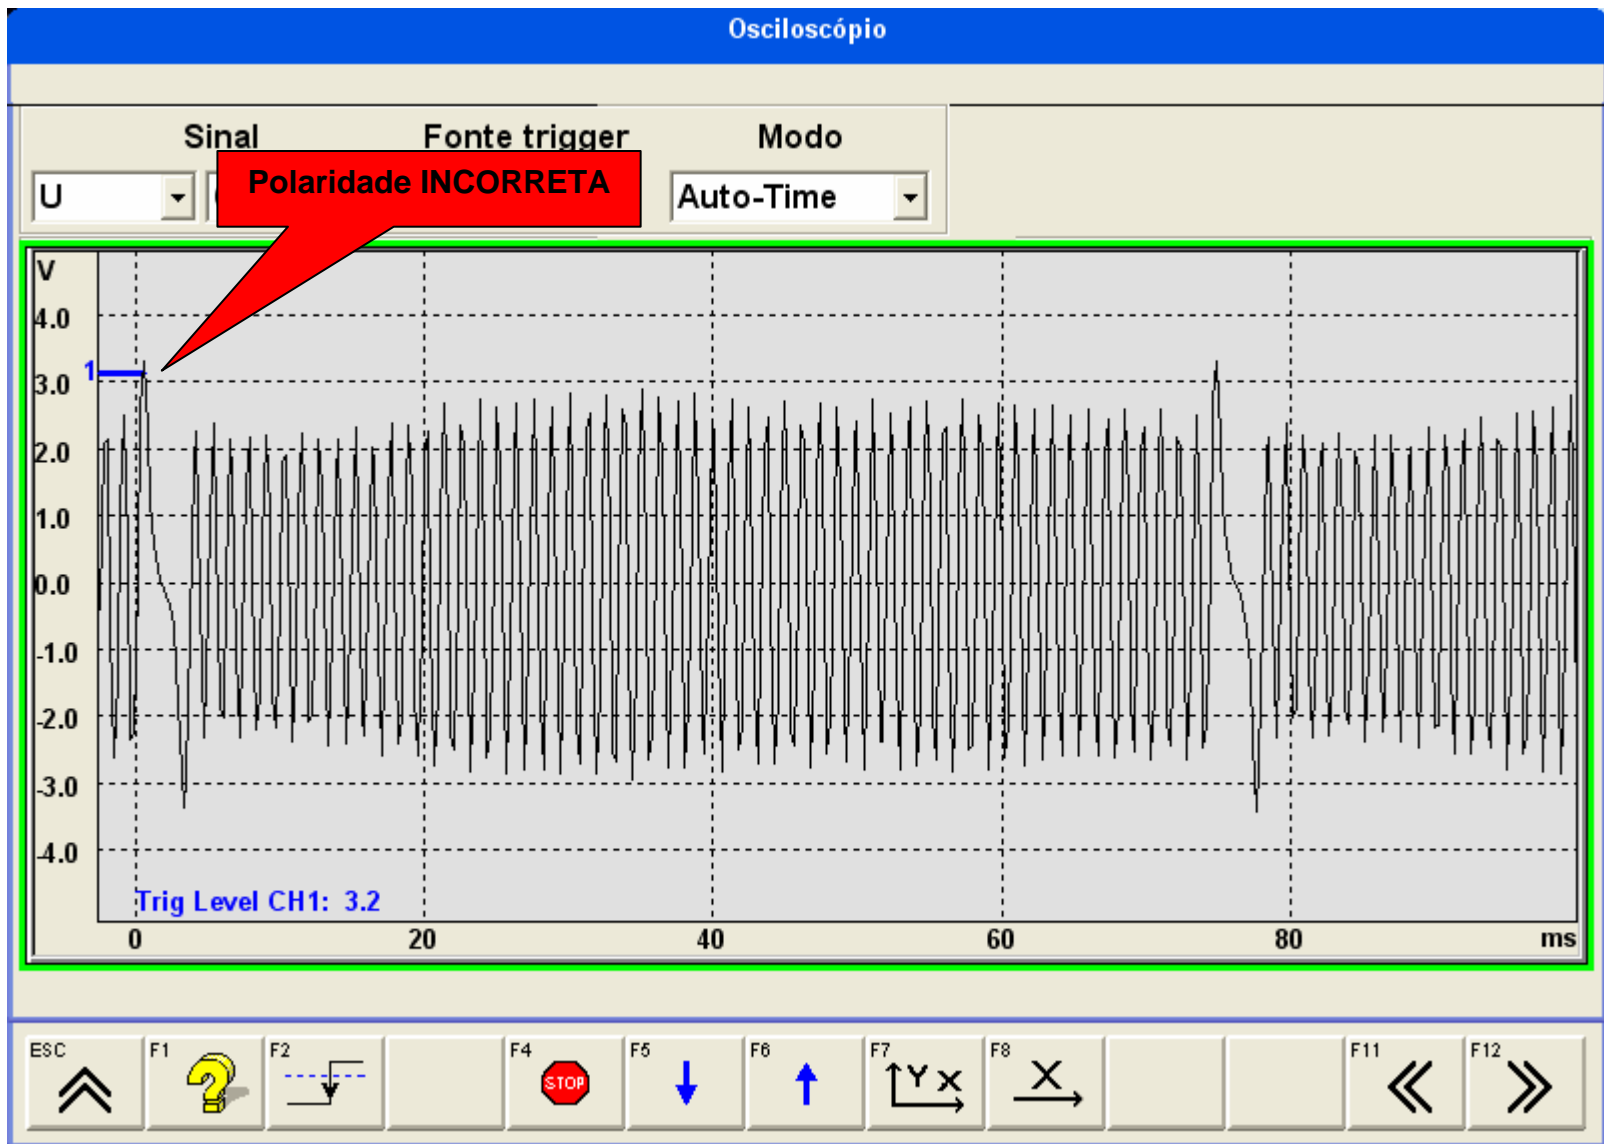 Osciloscópio
Sinal Fonte trigger Modo
U Polaridade INCORRETA Auto-Time
V
4.0
1
3.0
2.0
1.0
0.0
-1.0
-2.0
-3.0
-4.0
Trig Level CH1: 3.2
0 20 40 60 80 ms
ESC F1 F2 F4 F5 F6 F7 F8 F11 F12
? STOP Y X X